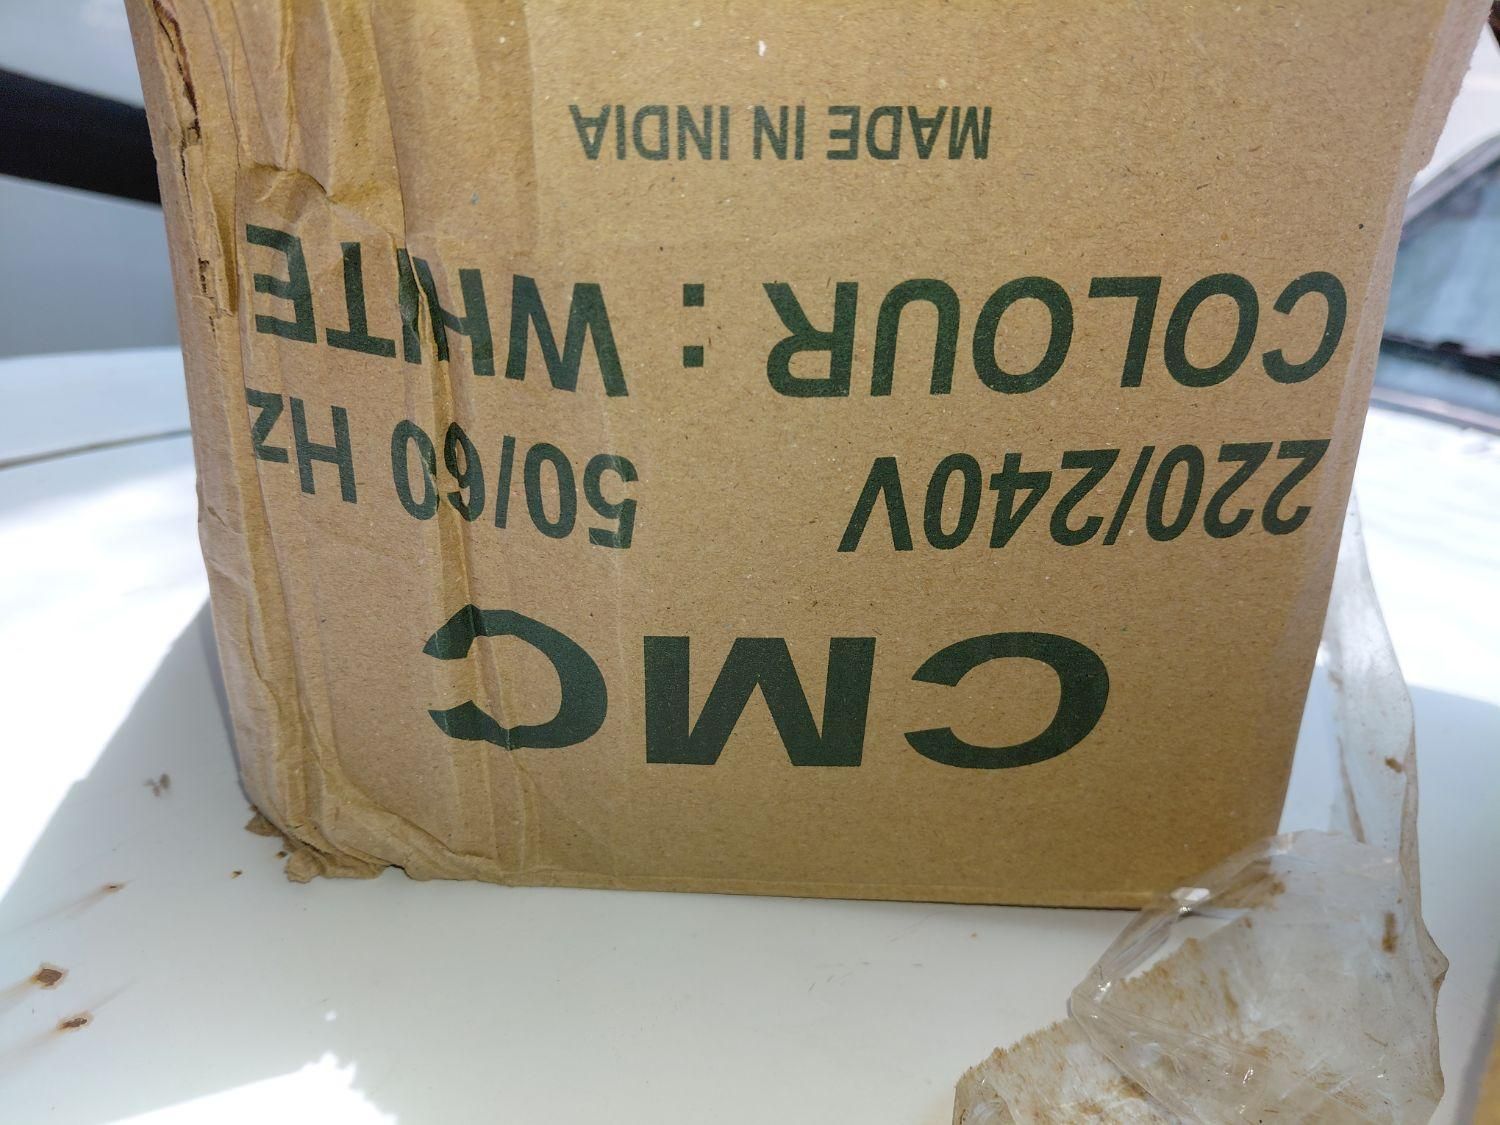 CMC
220/240V 50/60 Hz
COLOUR : WHITE
MADE IN INDIA